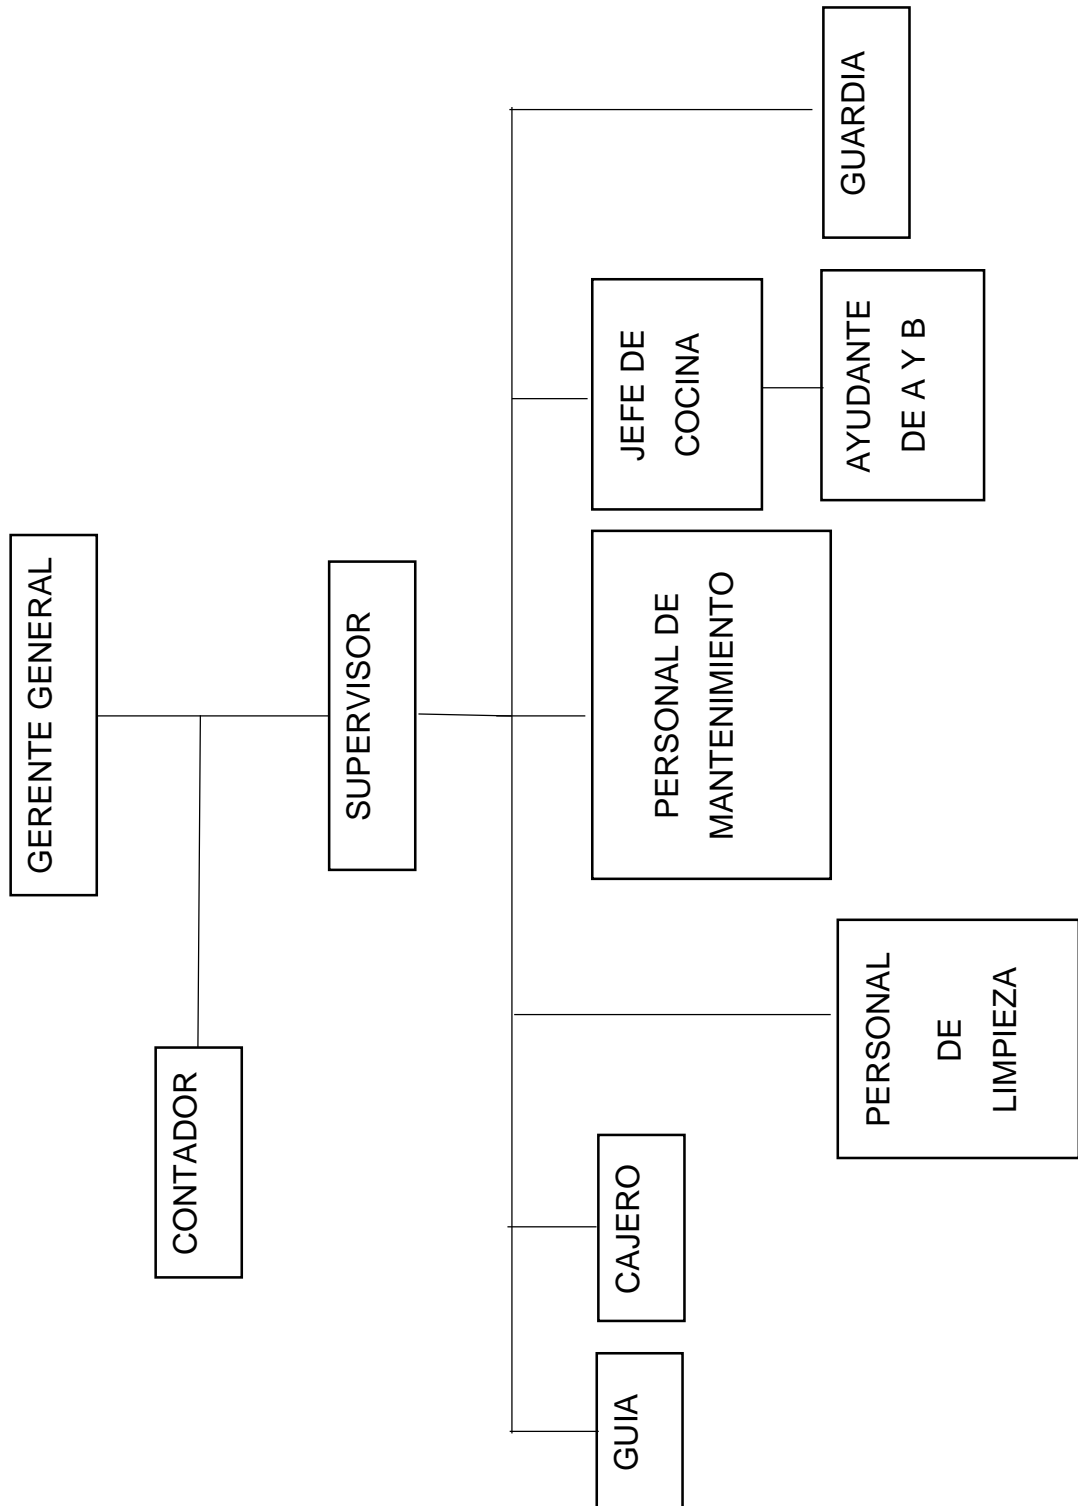 GERENTE GENERAL
CONTADOR
SUPERVISOR
GUIA
CAJERO
PERSONAL DE
MANTENIMIENTO
JEFE DE
COCINA
PERSONAL
DE
LIMPIEZA
AYUDANTE
DE A Y B
GUARDIA